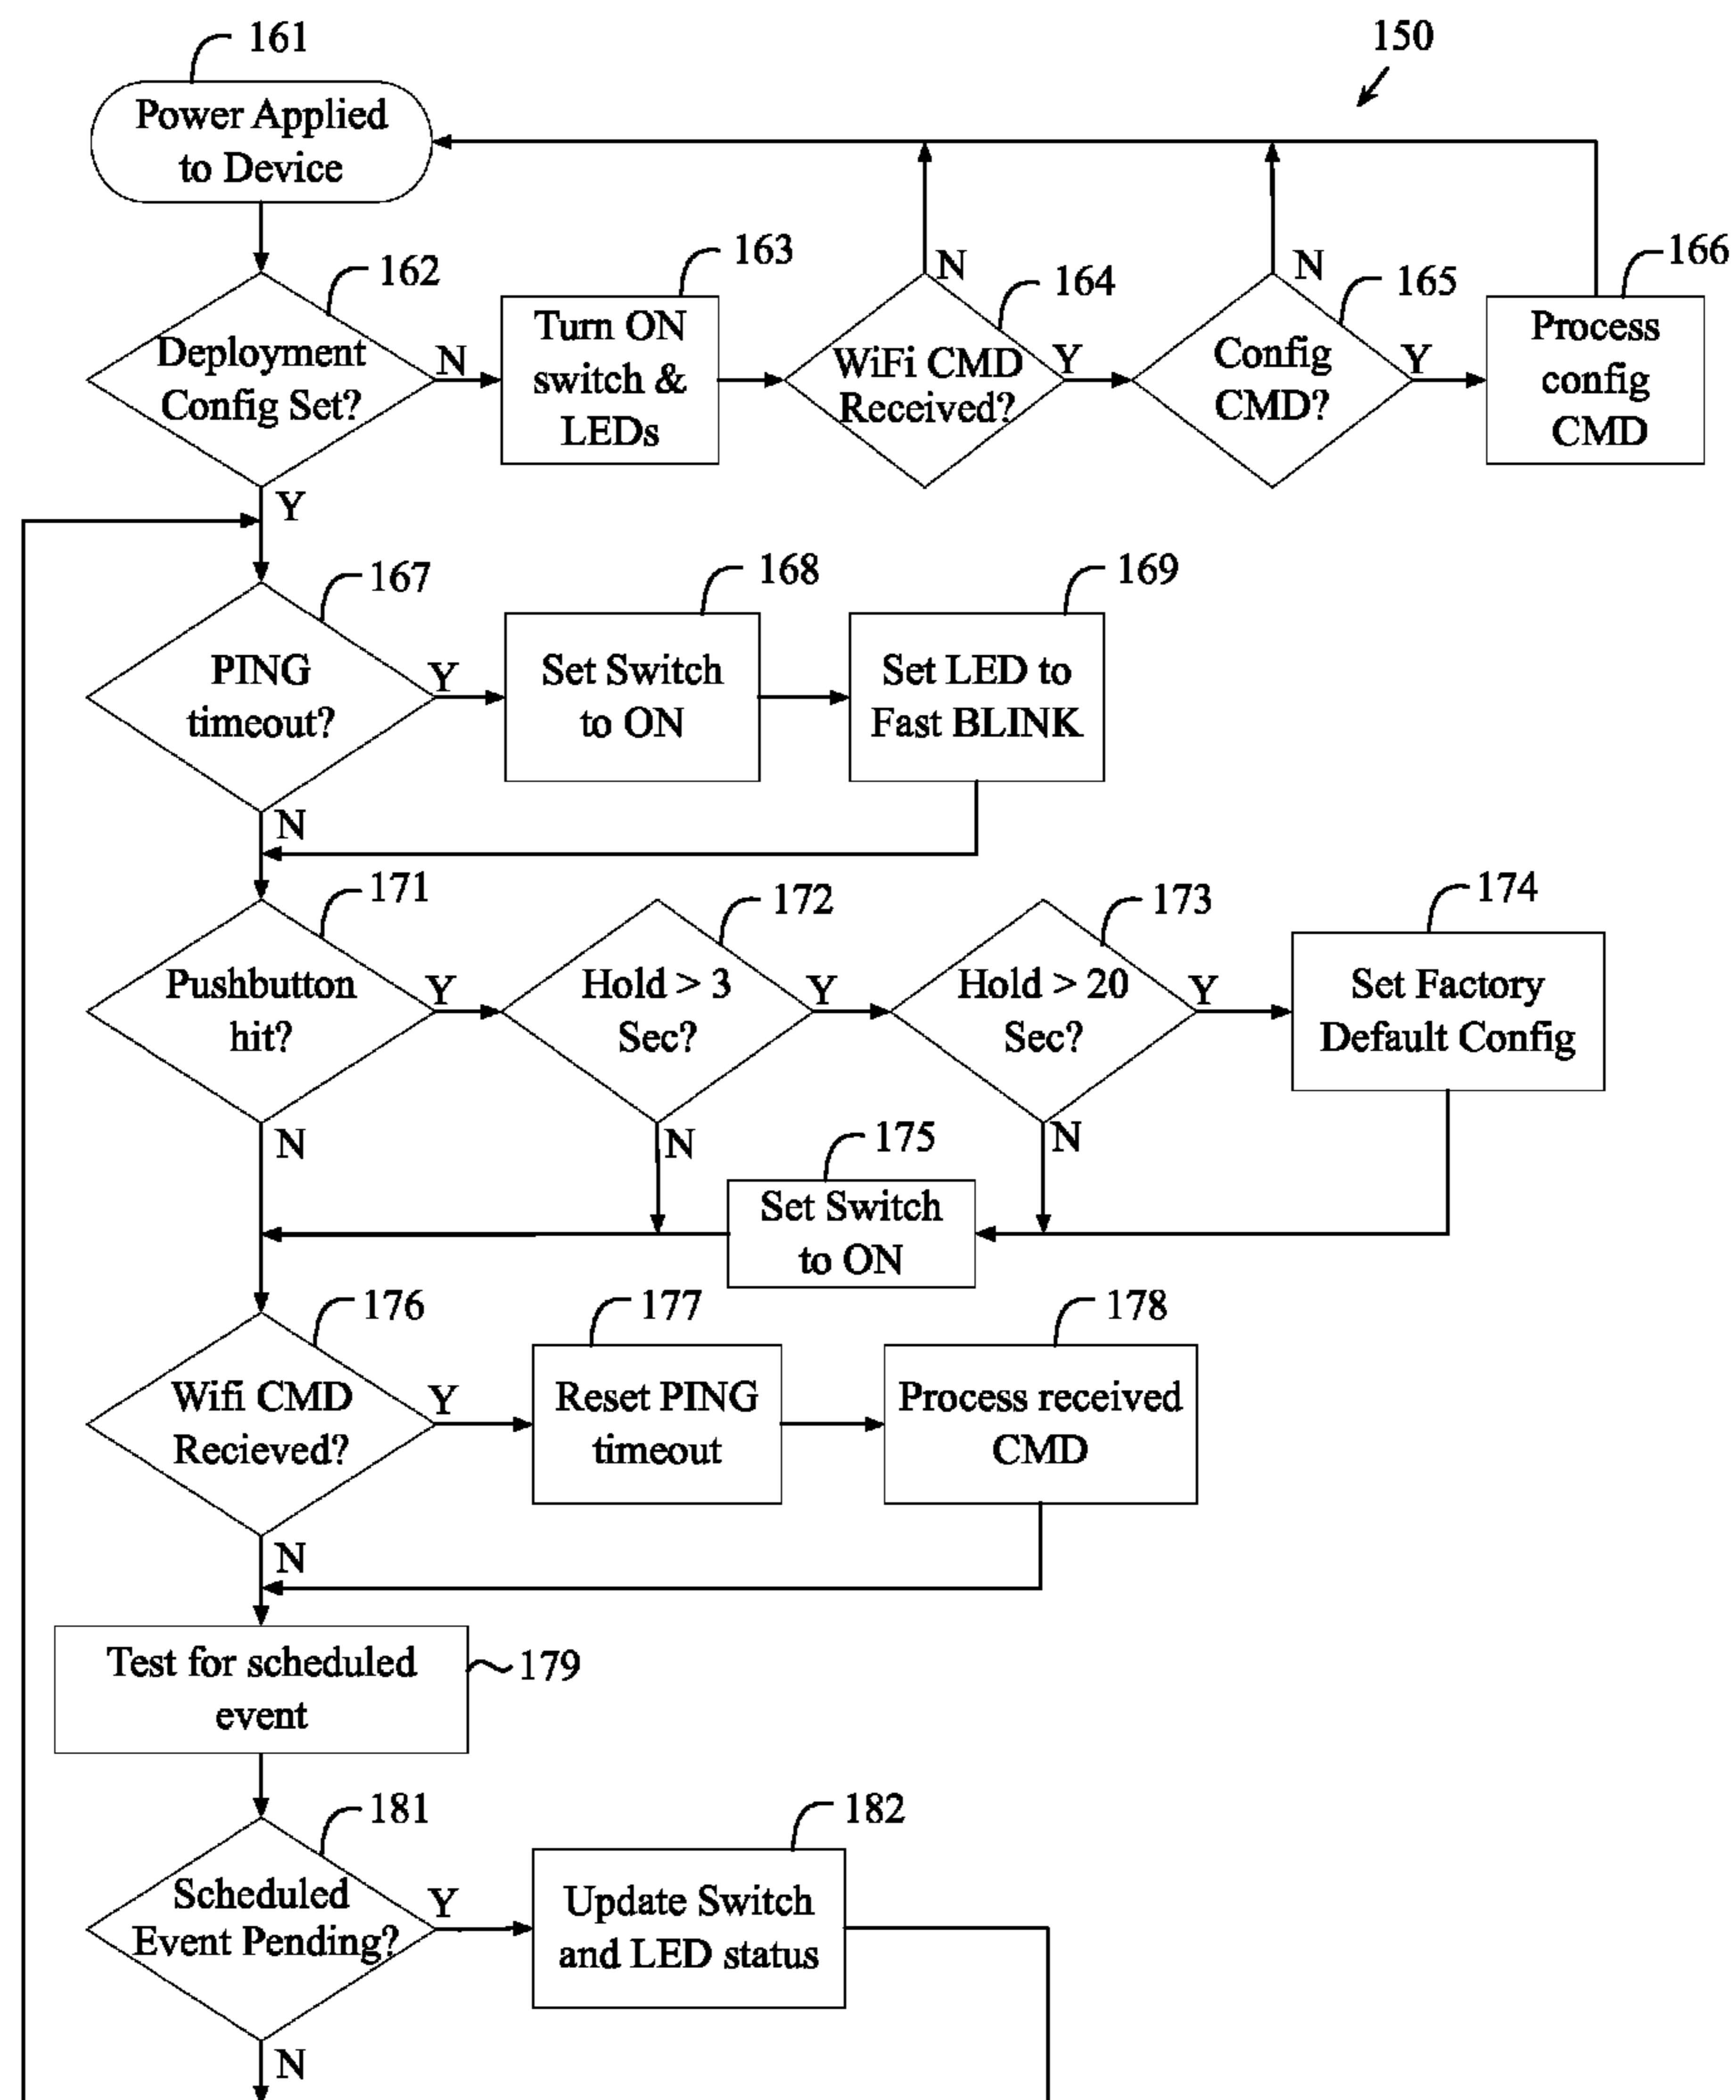 161
150
Power Applied
to Device
162
163
164
165
166
Deployment
Config Set?
N
Turn ON
switch &
LEDs
N
WiFi CMD
Received?
Y
N
Config
CMD?
Y
Process
config
CMD
Y
167
168
169
PING
timeout?
Y
Set Switch
to ON
Set LED to
Fast BLINK
N
171
172
173
174
Pushbutton
hit?
Y
Hold > 3
Sec?
Y
Hold > 20
Sec?
Y
Set Factory
Default Config
N
N
N
175
Set Switch
to ON
176
177
178
Wifi CMD
Recieved?
Y
Reset PING
timeout
Process received
CMD
N
Test for scheduled
event
179
181
182
Scheduled
Event Pending?
Y
Update Switch
and LED status
N